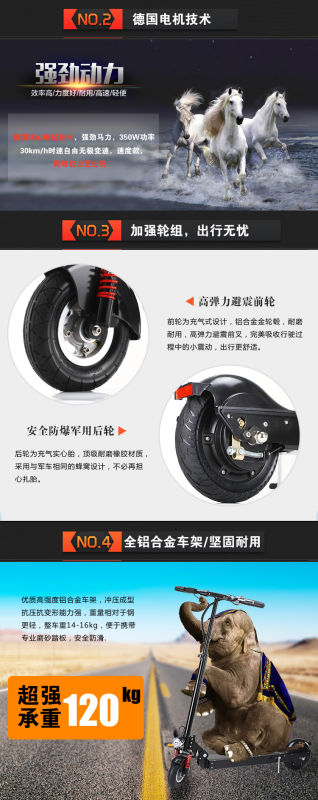 NO.2 德国电机技术
强劲动力
效率高/力度好/耐用/高速/轻便
强劲马力，350W功率
30km/h时速自由无极变速，速度款，
NO.3 加强轮组，出行无忧
高弹力避震前轮
前轮为充气式设计，铝合金金轮毂，耐磨
耐用，高弹力避震前叉，完美吸收行驶过
程中的小震动，出行更舒适。
安全防爆军用后轮
后轮为充气实心胎，顶级耐磨橡胶材质，
采用与军车相同的蜂窝设计，不必再担
心扎胎。
NO.4 全铝合金车架/坚固耐用
优质高强度铝合金车架，冲压成型
抗压抗变形能力强，重量相对于钢
更轻，整车重14-16kg，便于携带
专业磨砂踏板，安全防滑.
超强
承重120kg